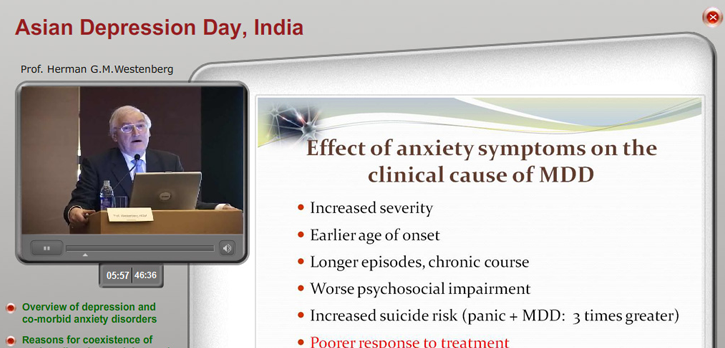 Asian Depression Day, India
Prof. Herman G.M.Westenberg
Effect of anxiety symptoms on the
clinical cause of MDD
Increased severity
Earlier age of onset
Longer episodes, chronic course
Worse psychosocial impairment
Increased suicide risk (panic + MDD: 3 times greater)
Poorer response to treatment
05:57 46:36
Overview of depression and
co-morbid anxiety disorders
Reasons for coexistence of